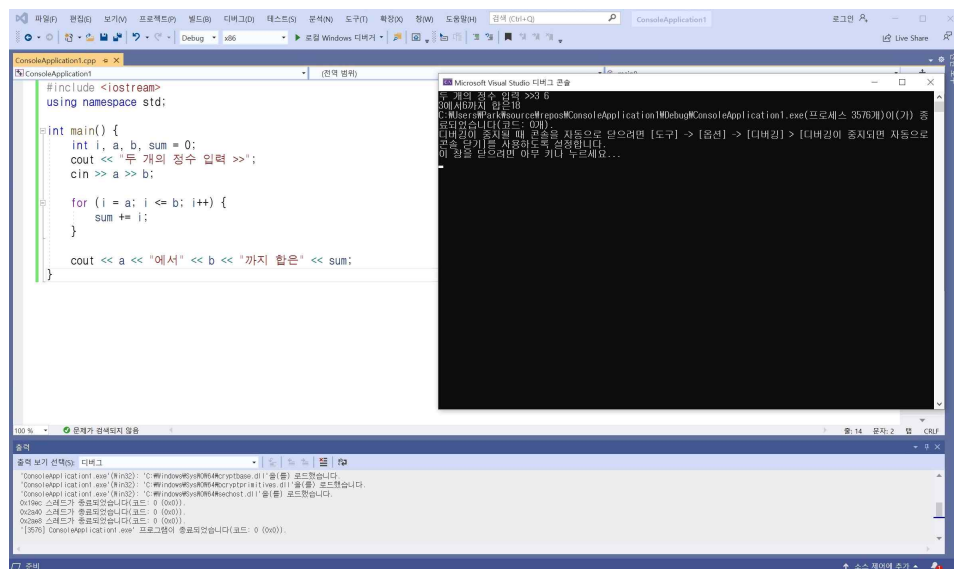 파일(F) 편집(E) 보기(V) 프로젝트(P) 빌드(B) 디버그(D) 테스트(S) 분석(N) 도구(T) 확장(X) 창(W) 도움말(H) 검색 (Ctrl+Q) ConsoleApplication1 로그인
Debug x86 로컬 Windows 디버거 Live Share
ConsoleApplication1.cpp
ConsoleApplication1 (전역 범위)
#include <iostream>
using namespace std;
int main() {
int i, a, b, sum = 0;
cout << "두 개의 정수 입력 >>";
cin >> a >> b;
for (i = a; i <= b; i++) {
sum += i;
}
cout << a << "에서" << b << "까지 합은" << sum;
}
Microsoft Visual Studio 디버그 콘솔
두 개의 정수 입력 >>3 6
3에서6까지 합은18
C:₩Users₩Park₩source₩repos₩ConsoleApplication1₩Debug₩ConsoleApplication1.exe(프로세스 3576개)이(가) 종
료되었습니다(코드: 0개).
디버깅이 중지될 때 콘솔을 자동으로 닫으려면 [도구] -> [옵션] -> [디버깅] > [디버깅이 중지되면 자동으로
콘솔 닫기]를 사용하도록 설정합니다.
이 창을 닫으려면 아무 키나 누르세요...
100 % 문제가 검색되지 않음 줄: 14 문자: 2 탭 CRLF
출력
출력 보기 선택(S): 디버그
'ConsoleApplication1.exe'(Win32): 'C:₩Windows₩SysWOW64₩cryptbase.dll'을(를) 로드했습니다.
'ConsoleApplication1.exe'(Win32): 'C:₩Windows₩SysWOW64₩bcryptprimitives.dll'을(를) 로드했습니다.
'ConsoleApplication1.exe'(Win32): 'C:₩Windows₩SysWOW64₩sechost.dll'을(를) 로드했습니다.
0x19ec 스레드가 종료되었습니다(코드: 0 (0x0)).
0x2a40 스레드가 종료되었습니다(코드: 0 (0x0)).
0x2ae8 스레드가 종료되었습니다(코드: 0 (0x0)).
'[3576] ConsoleApplication1.exe' 프로그램이 종료되었습니다(코드: 0 (0x0)).
준비 소스 제어에 추가